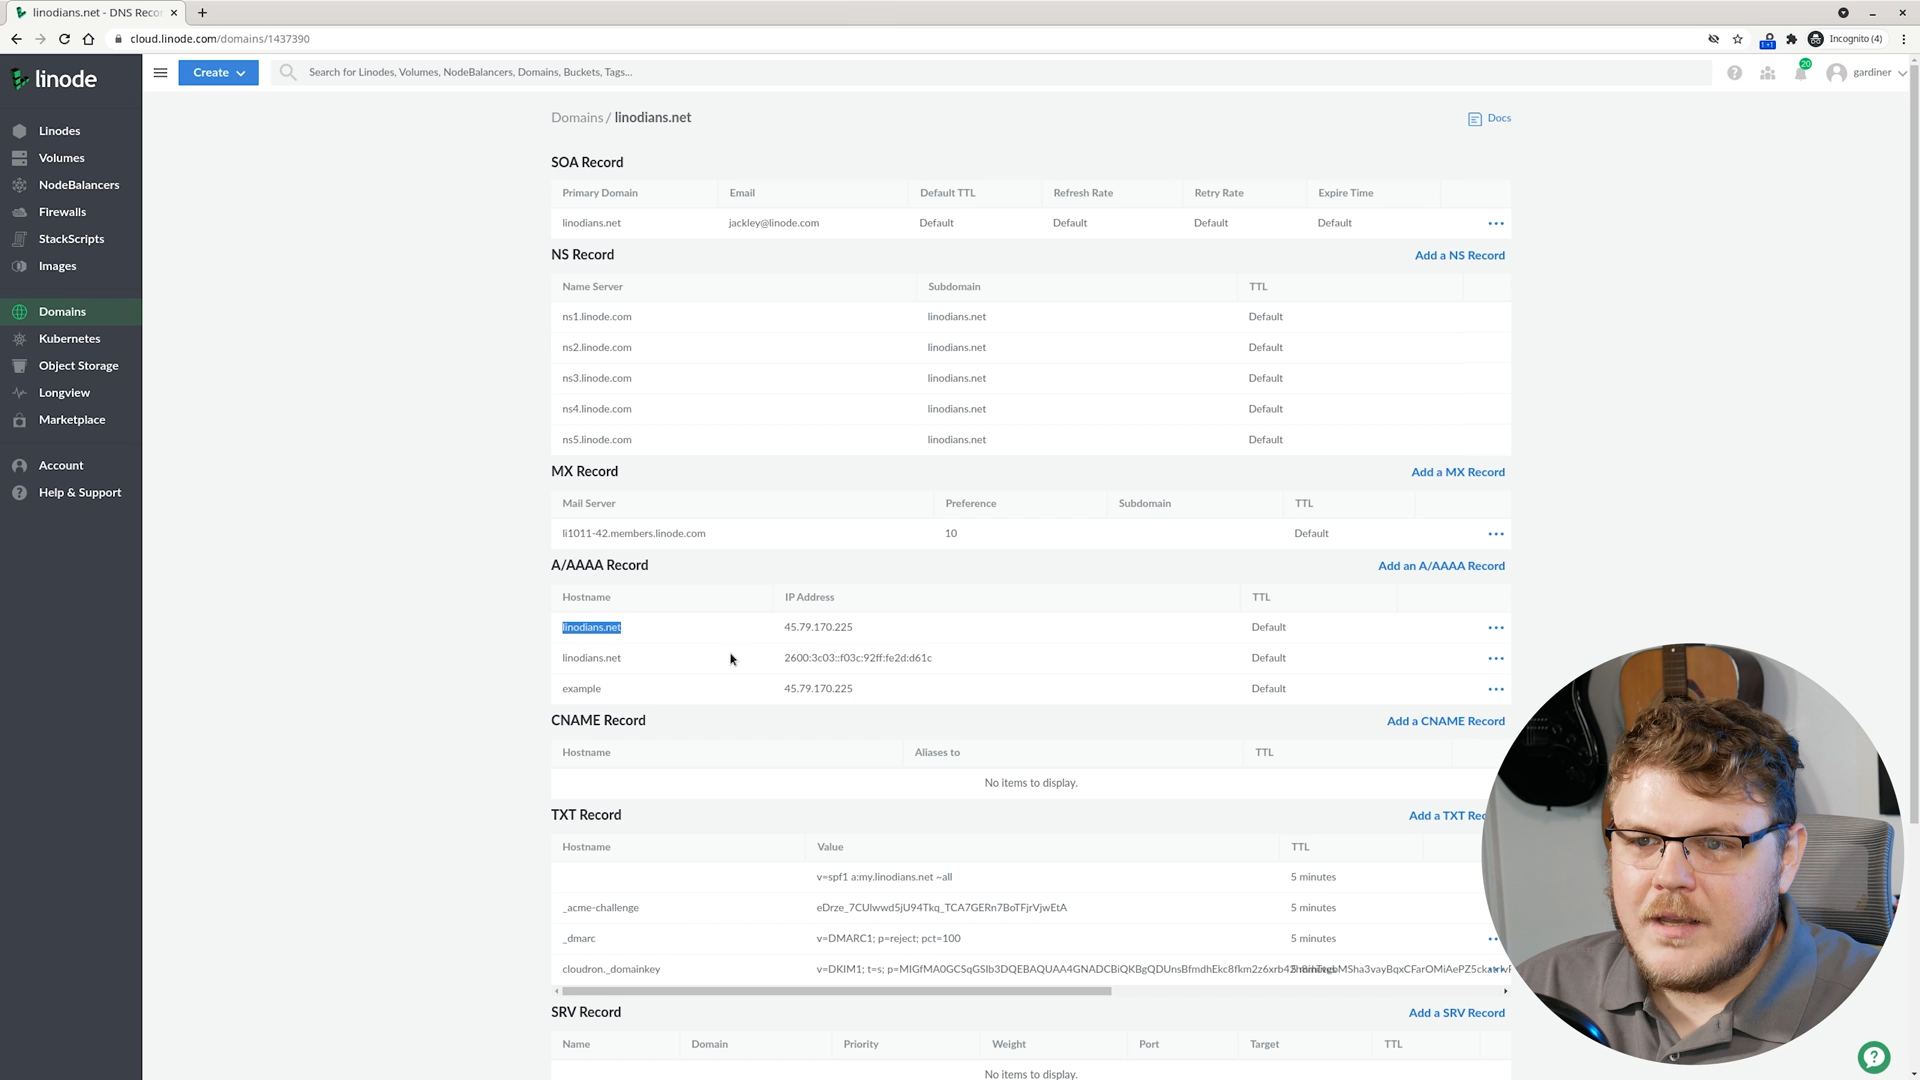 linodians.net - DNS Recor
cloud.linode.com/domains/1437390
Incognito (4)
linode
Create
Search for Linodes, Volumes, NodeBalancers, Domains, Buckets, Tags...
20
gardiner
Linodes
Volumes
NodeBalancers
Firewalls
StackScripts
Images
Domains
Kubernetes
Object Storage
Longview
Marketplace
Account
Help & Support
Domains / linodians.net
Docs
SOA Record
Primary Domain Email Default TTL Refresh Rate Retry Rate Expire Time
linodians.net jackley@linode.com Default Default Default Default
NS Record Add a NS Record
Name Server Subdomain TTL
ns1.linode.com linodians.net Default
ns2.linode.com linodians.net Default
ns3.linode.com linodians.net Default
ns4.linode.com linodians.net Default
ns5.linode.com linodians.net Default
MX Record Add a MX Record
Mail Server Preference Subdomain TTL
li1011-42.members.linode.com 10 Default
A/AAAA Record Add an A/AAAA Record
Hostname IP Address TTL
linodians.net 45.79.170.225 Default
linodians.net 2600:3c03::f03c:92ff:fe2d:d61c Default
example 45.79.170.225 Default
CNAME Record Add a CNAME Record
Hostname Aliases to TTL
No items to display.
TXT Record Add a TXT Rec
Hostname Value TTL
v=spf1 a:my.linodians.net ~all 5 minutes
_acme-challenge eDrze_7CUlwwd5jU94Tkq_TCA7GERn7BoTFjrVjwEtA 5 minutes
_dmarc v=DMARC1; p=reject; pct=100 5 minutes
cloudron._domainkey v=DKIM1; t=s;
SRV Record Add a SRV Record
Name Domain Priority Weight Port Target TTL
No items to display.